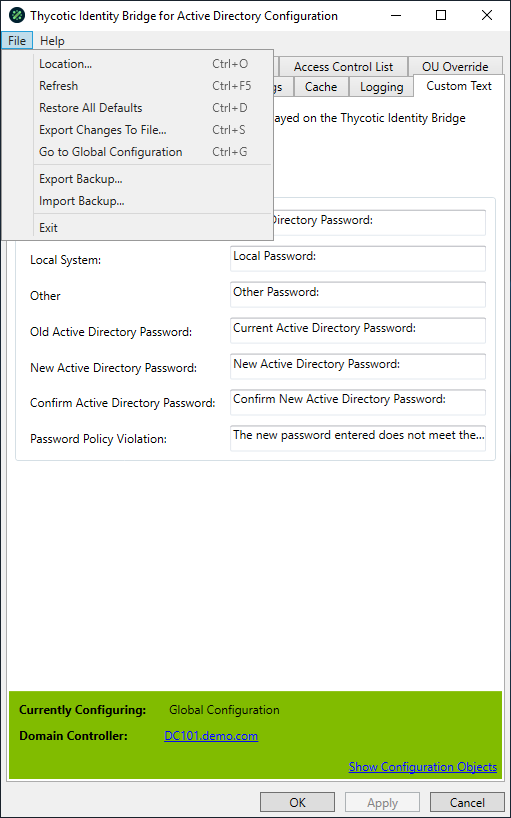 Thycotic Identity Bridge for Active Directory Configuration
File Help
Location... Ctrl+O
Refresh Ctrl+F5
Restore All Defaults Ctrl+D
Export Changes To File... Ctrl+S
Go to Global Configuration Ctrl+G
Export Backup...
Import Backup...
Exit
Access Control List OU Override
gs Cache Logging Custom Text
ayed on the Thycotic Identity Bridge
Directory Password:
Local System: Local Password:
Other Other Password:
Old Active Directory Password: Current Active Directory Password:
New Active Directory Password: New Active Directory Password:
Confirm Active Directory Password: Confirm New Active Directory Password:
Password Policy Violation: The new password entered does not meet the...
Currently Configuring: Global Configuration
Domain Controller: DC101.demo.com
Show Configuration Objects
OK Apply Cancel